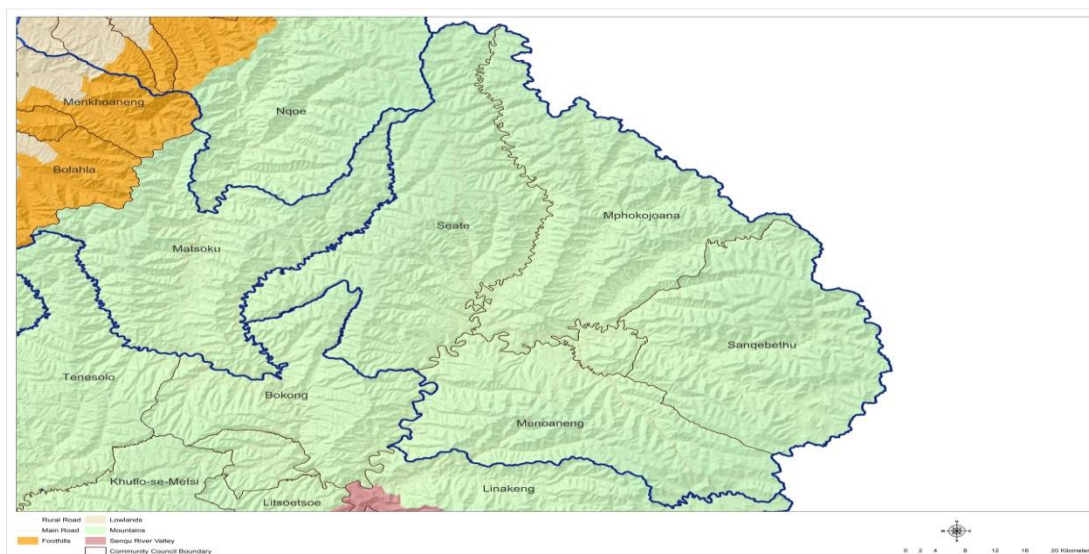 Menkhoaneng
Nqoe
Bolahla
Seate
Mphokojoana
Matsoku
Sanqebethu
Tenesolo
Bokong
Menoaneng
Khutlo-se-Metsi
Linakeng
Litsoetsoe
Rural Road
Lowlands
Main Road
Mountains
Foothills
Senqu River Valley
Community Council Boundary
0 2 4 8 12 16 20 Kilometers